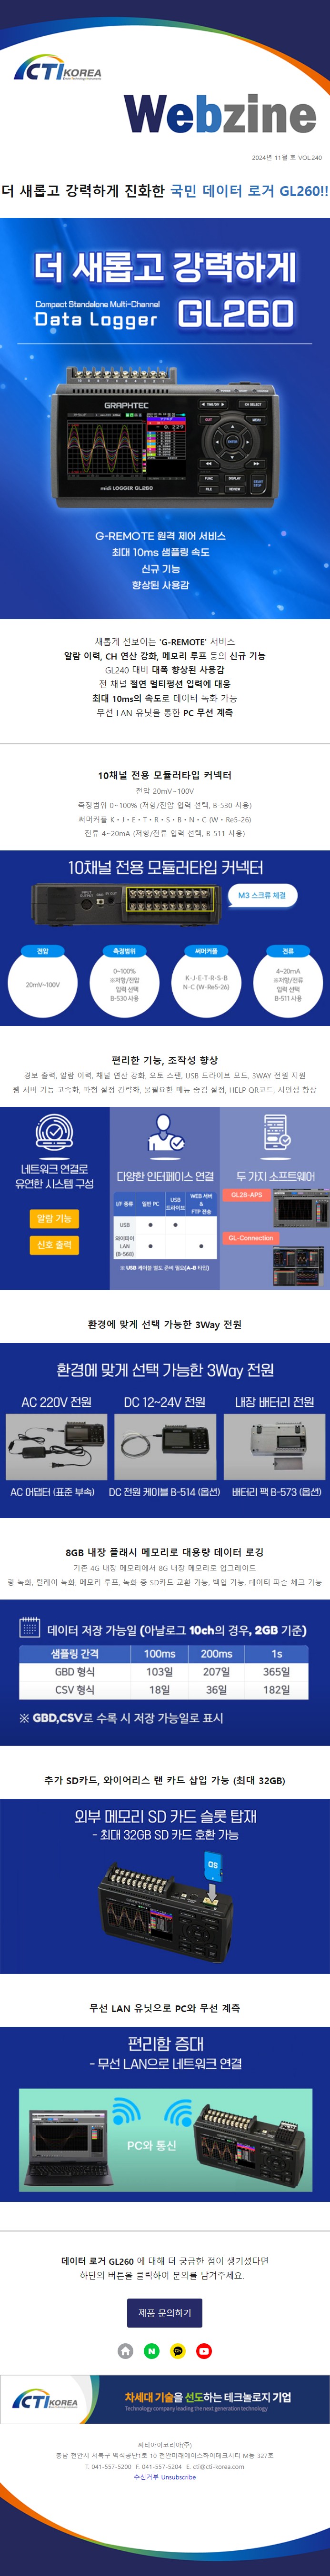 CTI KOREA
Webzine
2024년 11월 호 VOL.240
더 새롭고 강력하게 진화한 국민 데이터 로거 GL260!!
더 새롭고 강력하게
Compact Standalone Multi-Channel
Data Logger GL260
GRAPHTEC
midi LOGGER GL260
G-REMOTE 원격 제어 서비스
최대 10ms 샘플링 속도
신규 기능
향상된 사용감
새롭게 선보이는 'G-REMOTE' 서비스
알람 이력, CH 연산 강화, 메모리 루프 등의 신규 기능
GL240 대비 대폭 향상된 사용감
전 채널 절연 멀티펑션 입력에 대응
최대 10ms의 속도로 데이터 녹화 가능
무선 LAN 유닛을 통한 PC 무선 계측
10채널 전용 모듈러타입 커넥터
전압 20mV~100V
측정범위 0~100% (저항/전압 입력 선택, B-530 사용)
써머커플 K・J・E・T・R・S・B・N・C (W・Re5-26)
전류 4~20mA (저항/전류 입력 선택, B-511 사용)
10채널 전용 모듈러타입 커넥터
M3 스크류 체결
전압
20mV~100V
측정범위
0~100%
※저항/전압
입력 선택
B-530 사용
써머커플
K·J·E·T·R·S·B
N·C (W·Re5-26)
전류
4~20mA
※저항/전류
입력 선택
B-511 사용
편리한 기능, 조작성 향상
경보 출력, 알람 이력, 채널 연산 강화, 오토 스팬, USB 드라이브 모드, 3WAY 전원 지원
웹 서버 기능 고속화, 파형 설정 간략화, 불필요한 메뉴 숨김 설정, HELP QR코드, 시인성 향상
네트워크 연결로
유연한 시스템 구성
알람 기능
신호 출력
다양한 인터페이스 연결
I/F 종류 일반 PC USB 드라이브 WEB 서버 & FTP 전송
USB ● ●
와이파이 LAN (B-568) ● ●
※ USB 케이블 별도 준비 필요(A-B 타입)
두 가지 소프트웨어
GL28-APS
GL-Connection
환경에 맞게 선택 가능한 3Way 전원
환경에 맞게 선택 가능한 3Way 전원
AC 220V 전원 DC 12~24V 전원 내장 배터리 전원
AC 어댑터 (표준 부속) DC 전원 케이블 B-514 (옵션) 배터리 팩 B-573 (옵션)
8GB 내장 플래시 메모리로 대용량 데이터 로깅
기존 4G 내장 메모리에서 8G 내장 메모리로 업그레이드
링 녹화, 릴레이 녹화, 메모리 루프, 녹화 중 SD카드 교환 가능, 백업 기능, 데이터 파손 체크 기능
데이터 저장 가능일 (아날로그 10ch의 경우, 2GB 기준)
샘플링 간격 100ms 200ms 1s
GBD 형식 103일 207일 365일
CSV 형식 18일 36일 182일
※ GBD,CSV로 수록 시 저장 가능일로 표시
추가 SD카드, 와이어리스 랜 카드 삽입 가능 (최대 32GB)
외부 메모리 SD 카드 슬롯 탑재
- 최대 32GB SD 카드 호환 가능
SD
무선 LAN 유닛으로 PC와 무선 계측
편리함 증대
- 무선 LAN으로 네트워크 연결
PC와 통신
데이터 로거 GL260 에 대해 더 궁금한 점이 생기셨다면
하단의 버튼을 클릭하여 문의를 남겨주세요.
제품 문의하기
CTI KOREA
차세대 기술을 선도하는 테크놀로지 기업
Technology company leading the next generation technology
씨티아이코리아(주)
충남 천안시 서북구 백석공단1로 10 천안미래에이스하이테크시티 M동 327호
T. 041-557-5200 F. 041-557-5204 E. cti@cti-korea.com
수신거부 Unsubscribe